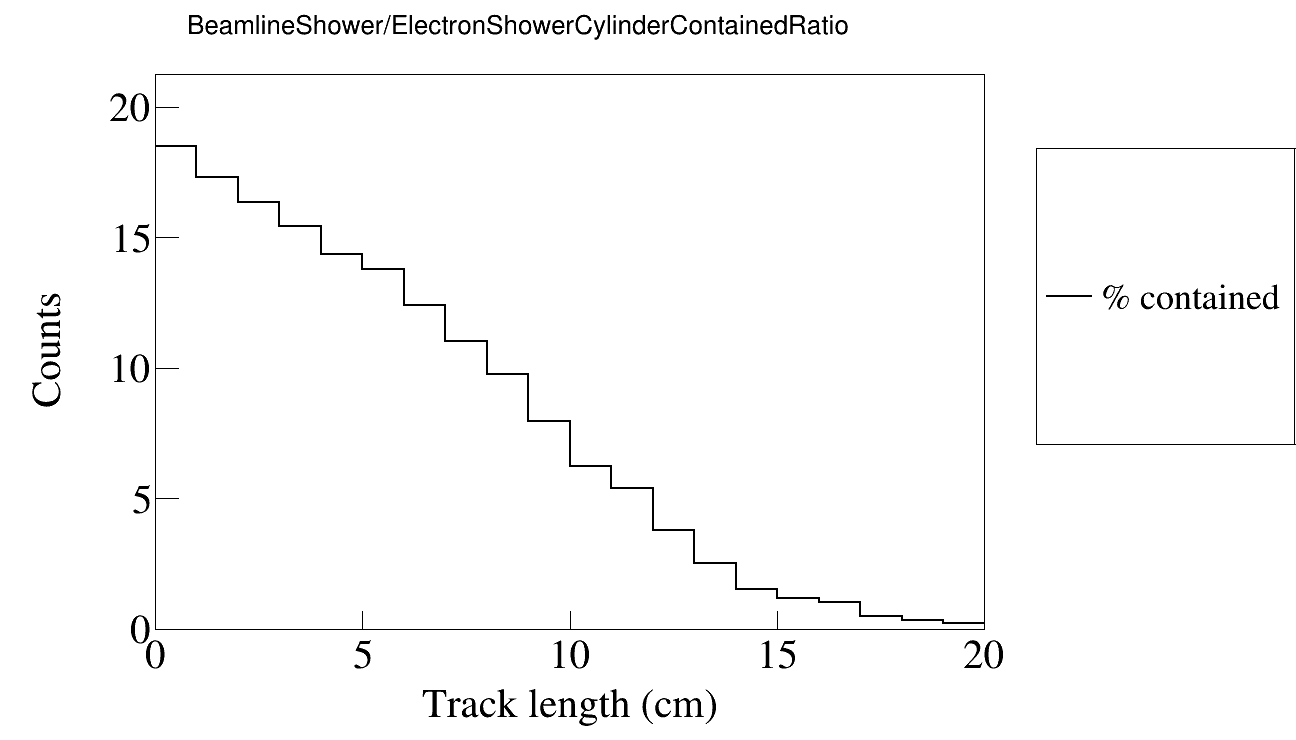 BeamlineShower/ElectronShowerCylinderContainedRatio
20
15
10
5
0
Counts
0 5 10 15 20
Track length (cm)
% contained